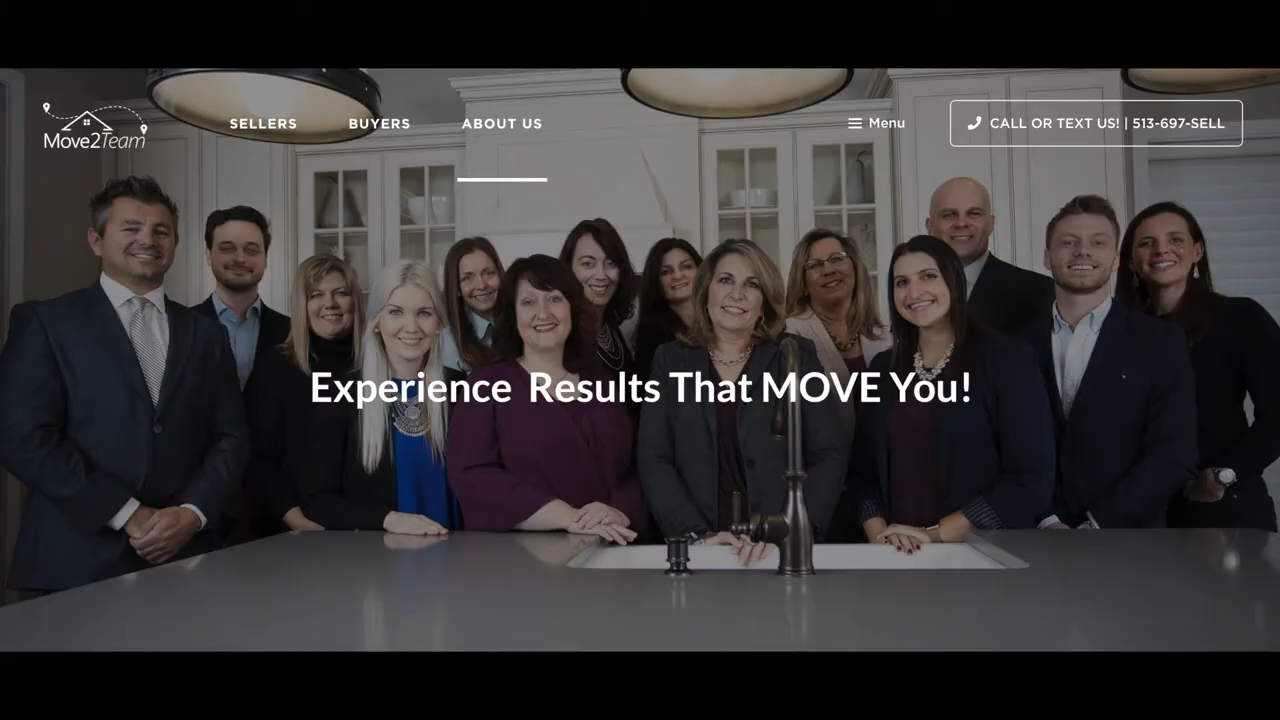 Move2Team
SELLERS
BUYERS
ABOUT US
Menu
CALL OR TEXT US! | 513-697-SELL
Experience Results That MOVE You!